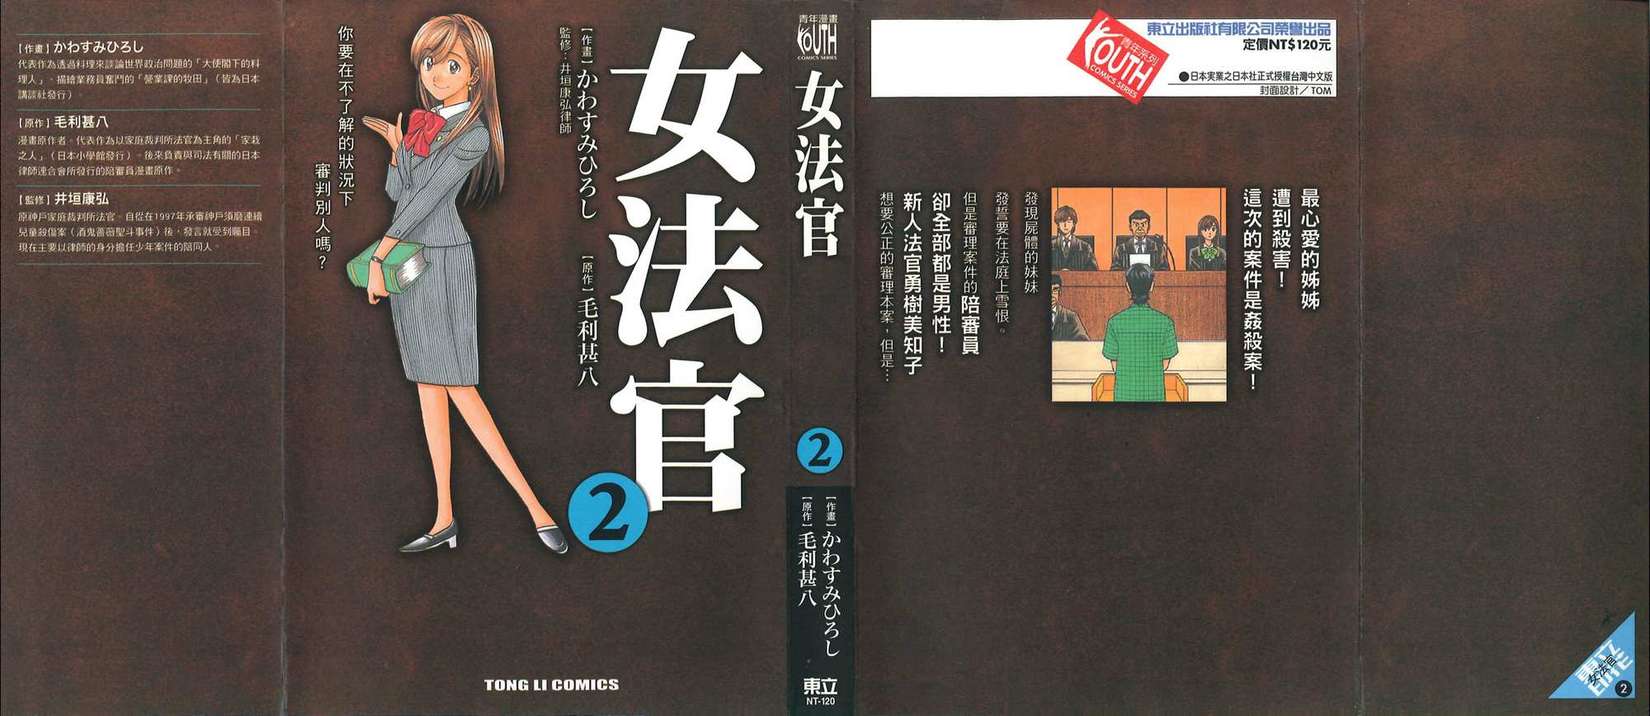 【作畫】かわすみひろし
代表作為透過料理來談論世界政治問題的「大使閣下的料
理人」、描繪業務員奮鬥的「營業課的牧田」（皆為日本
講談社發行）。
【原作】毛利甚八
漫畫原作者。代表作為以家庭裁判所法官為主角的「家栽
之人」（日本小學館發行）。後來負責與司法有關的日本
律師連合會所發行的陪審員漫畫原作。
【監修】井垣康弘
原神戶家庭裁判所法官。自從在1997年承審神戶須磨連續
兒童殺傷案（酒鬼薔薇聖斗事件）後，發言就受到矚目。
現在主要以律師的身分擔任少年案件的陪同人。
女法官
2
【作畫】かわすみひろし
監修：井垣康弘律師
【原作】毛利甚八
你要在不了解的狀況下
審判別人嗎？
TONG LI COMICS
青年漫畫
YOUTH
COMICS SERIES
女法官
2
【作畫】かわすみひろし
【原作】毛利甚八
東立
NT-120
青年系列
YOUTH
COMICS SERIES
東立出版社有限公司榮譽出品
定價NT$120元
●日本実業之日本社正式授權台灣中文版
封面設計／TOM
最心愛的姊姊
遭到殺害！
這次的案件是姦殺案！
發現屍體的妹妹
發誓要在法庭上雪恨。
但是審理案件的陪審員
卻全部都是男性！
新人法官勇樹美知子
想要公正的審理本案，但是…
東立
女法官
2